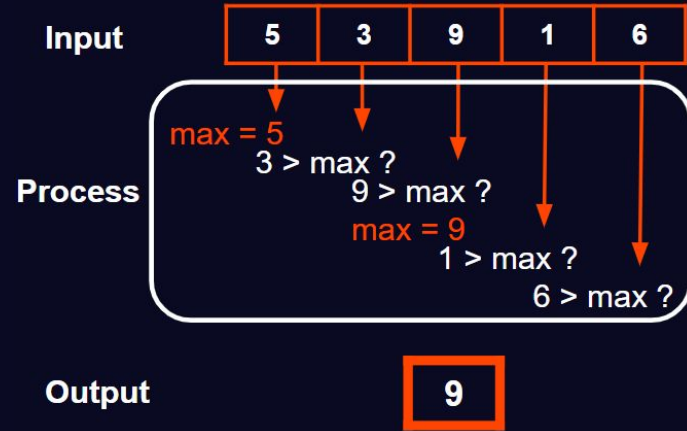 Input 5 3 9 1 6
max = 5
3 > max ?
Process
9 > max ?
max = 9
1 > max ?
6 > max ?
Output 9